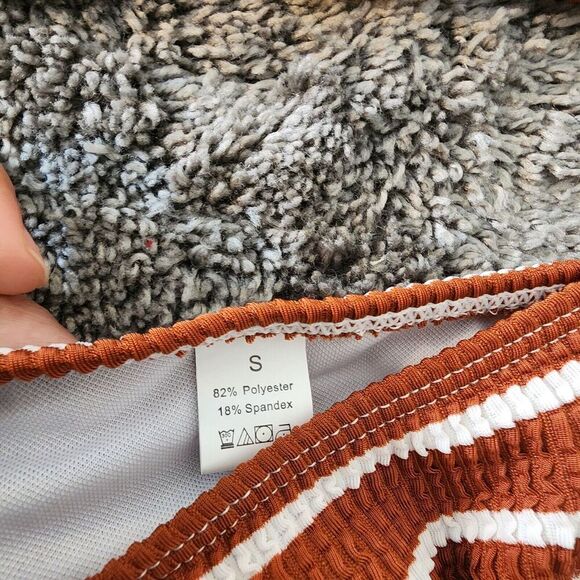 S
82% Polyester
18% Spandex